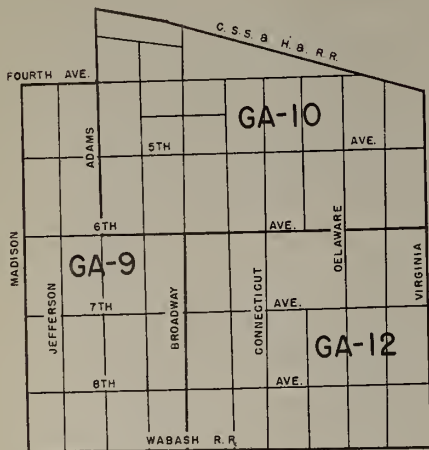 C.S.S. & H.B. R.R.
FOURTH AVE.
GA-10
ADAMS
5TH AVE.
6TH AVE.
MADISON
GA-9
JEFFERSON
BROADWAY
CONNECTICUT
DELAWARE
VIRGINIA
7TH AVE.
GA-12
8TH AVE.
WABASH R.R.